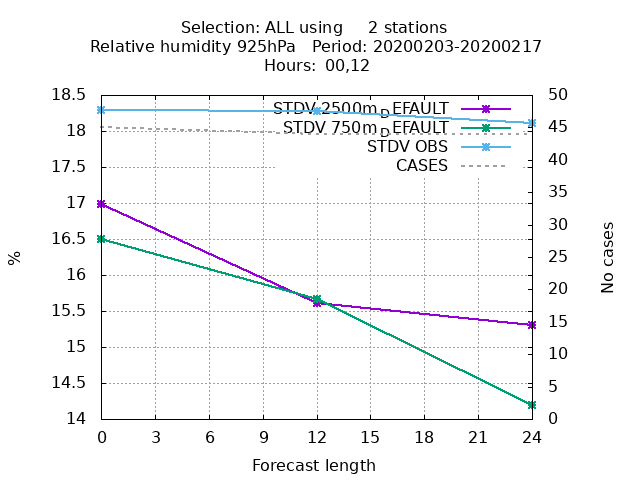 Selection: ALL using     2 stations
Relative humidity 925hPa   Period: 20200203-20200217
Hours: 00,12
STDV 2500m_DEFAULT
STDV 750m_DEFAULT
STDV OBS
CASES
18.5
18
17.5
17
16.5
16
15.5
15
14.5
14
%
50
45
40
35
30
25
20
15
10
5
0
No cases
0 3 6 9 12 15 18 21 24
Forecast length